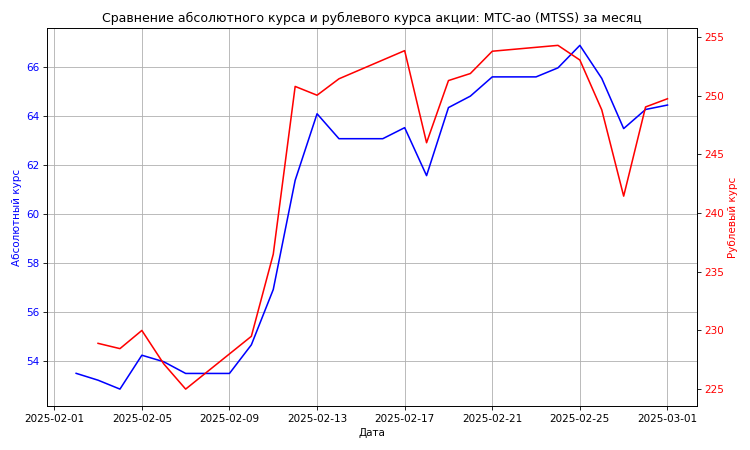 Сравнение абсолютного курса и рублевого курса акции: МТС-ао (MTSS) за месяц
Абсолютный курс
66
64
62
60
58
56
54
255
250
245
240
235
230
225
Рублевый курс
2025-02-01 2025-02-05 2025-02-09 2025-02-13 2025-02-17 2025-02-21 2025-02-25 2025-03-01
Дата